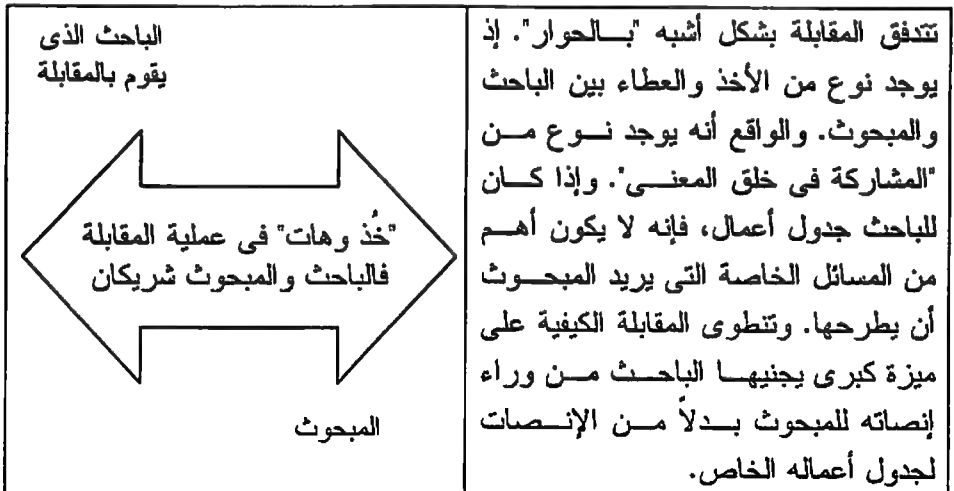 تتدفق المقابلة بشكل أشبه "بالحوار". إذ
يوجد نوع من الأخذ والعطاء بين الباحث
والمبحوث. والواقع أنه يوجد نوع من
"المشاركة فى خلق المعنى". وإذا كان
للباحث جدول أعمال، فإنه لا يكون أهم
من المسائل الخاصة التى يريد المبحوث
أن يطرحها. وتنطوى المقابلة الكيفية على
ميزة كبرى يجنيها الباحث من وراء
إنصاته للمبحوث بدلاً من الإنصات
لجدول أعماله الخاص.
الباحث الذى
يقوم بالمقابلة
"خُذ وهات" فى عملية المقابلة
فالباحث والمبحوث شريكان
المبحوث